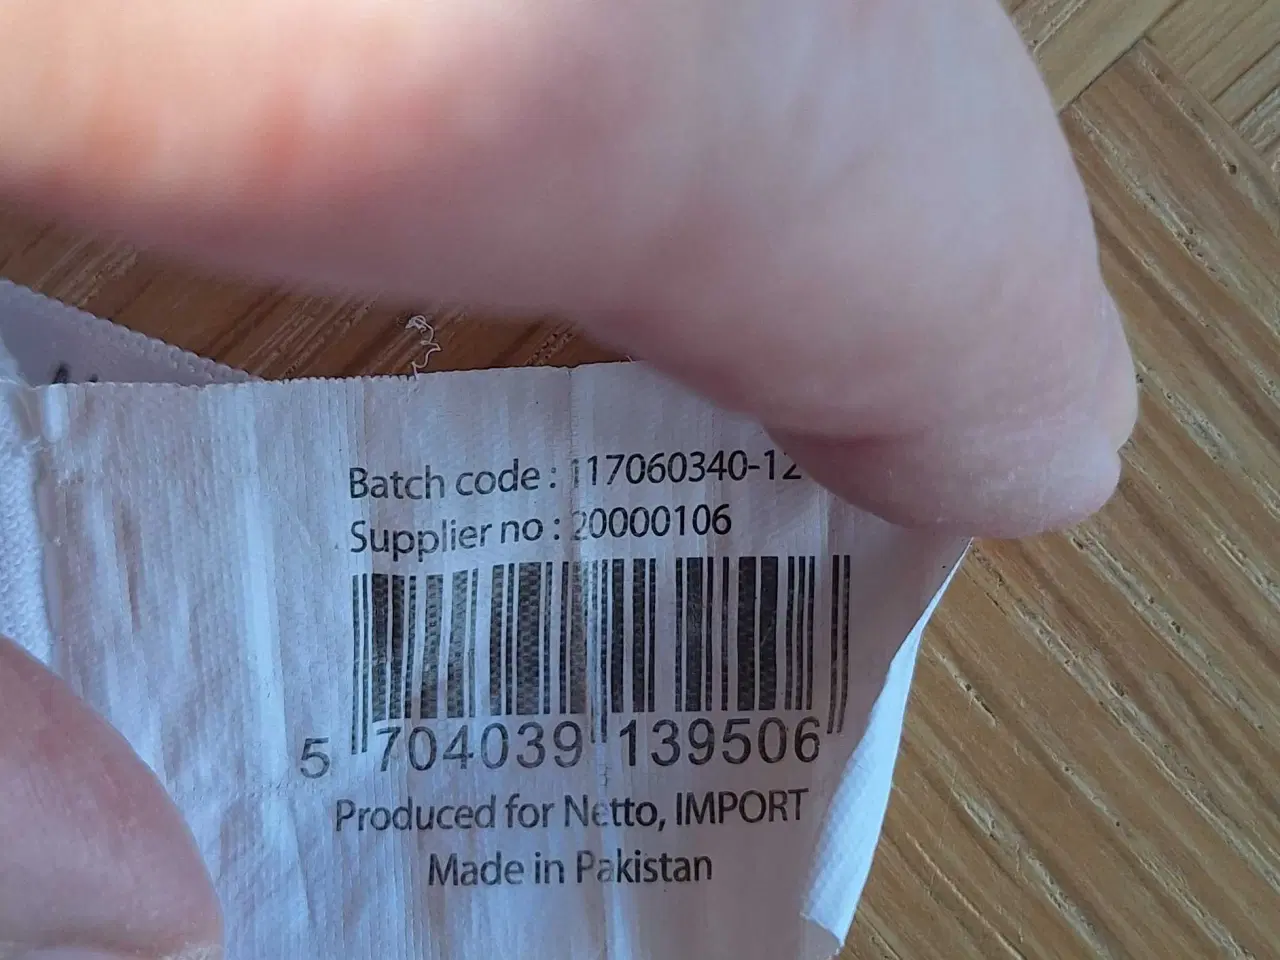 Batch code : 117060340-12
Supplier no : 20000106
5 704039 139506
Produced for Netto, IMPORT
Made in Pakistan